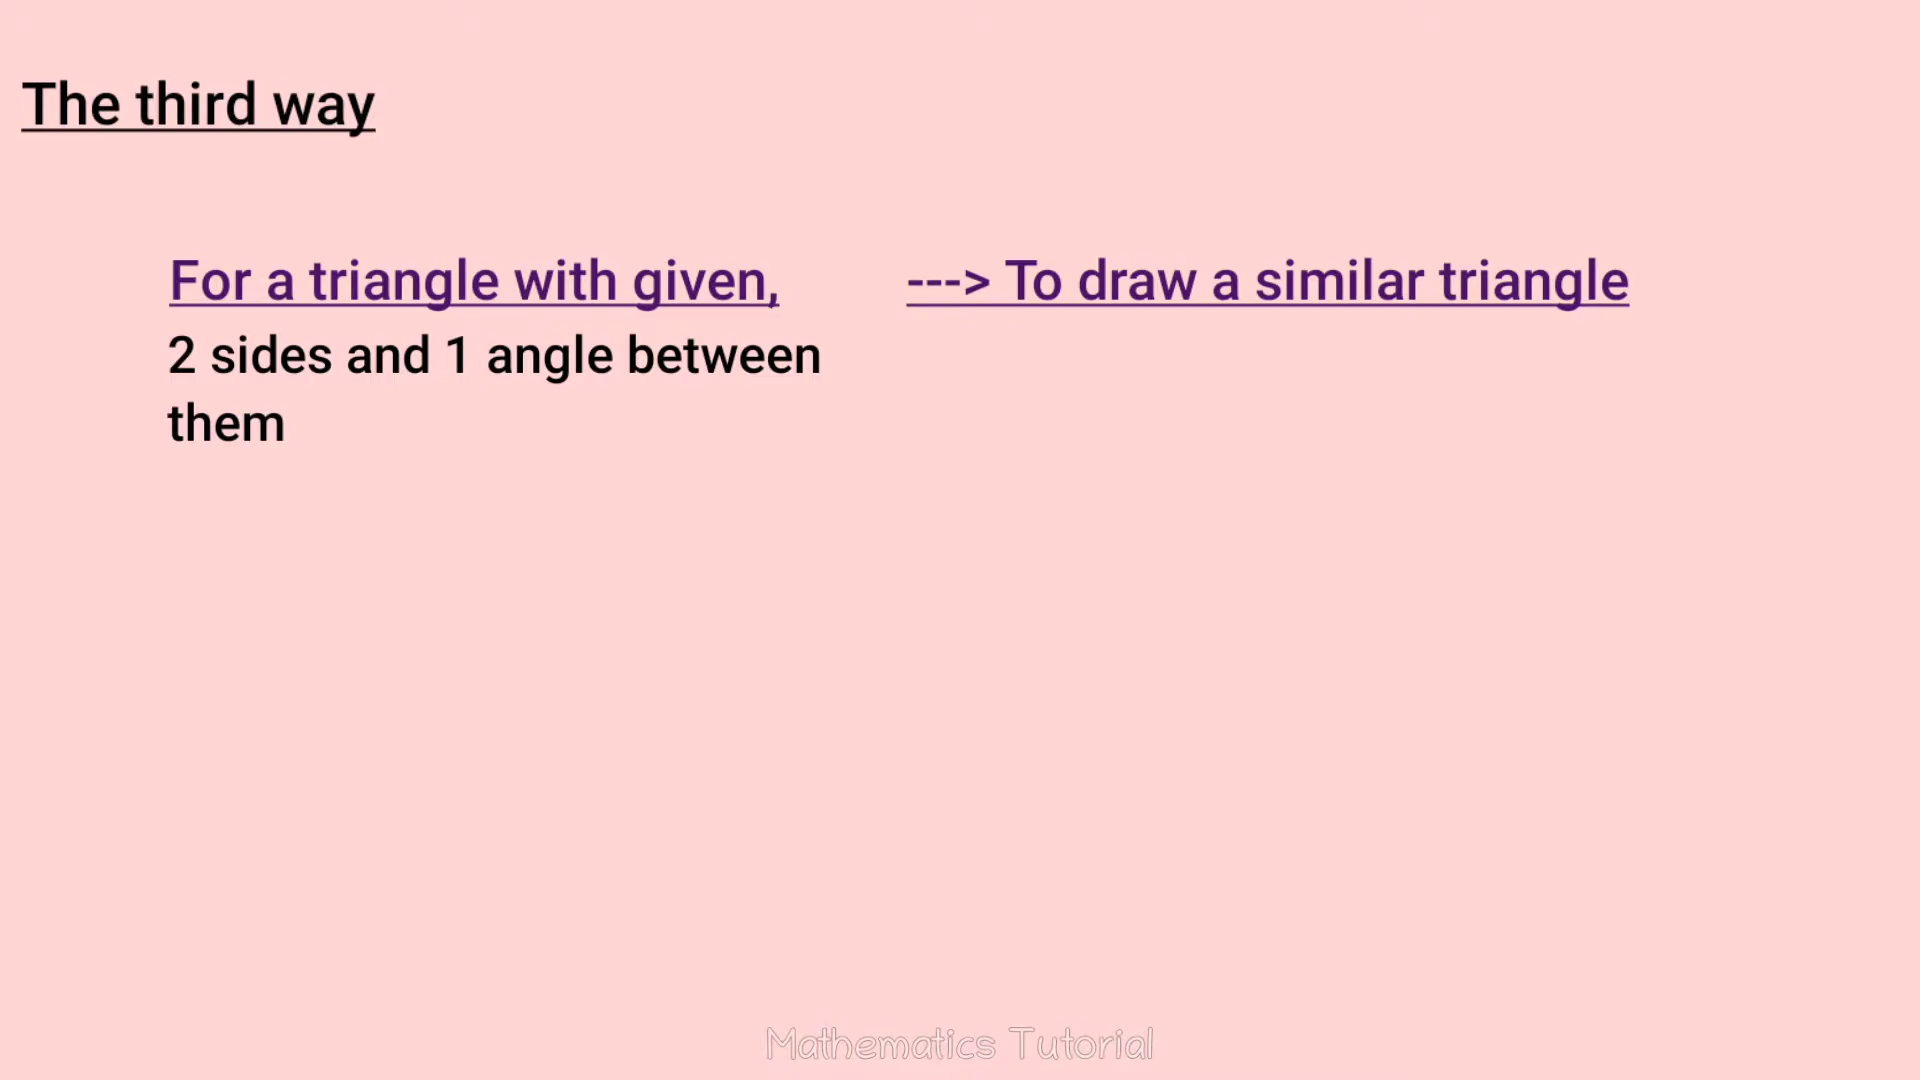 The third way
For a triangle with given,
---> To draw a similar triangle
2 sides and 1 angle between
them
Mathematics Tutorial